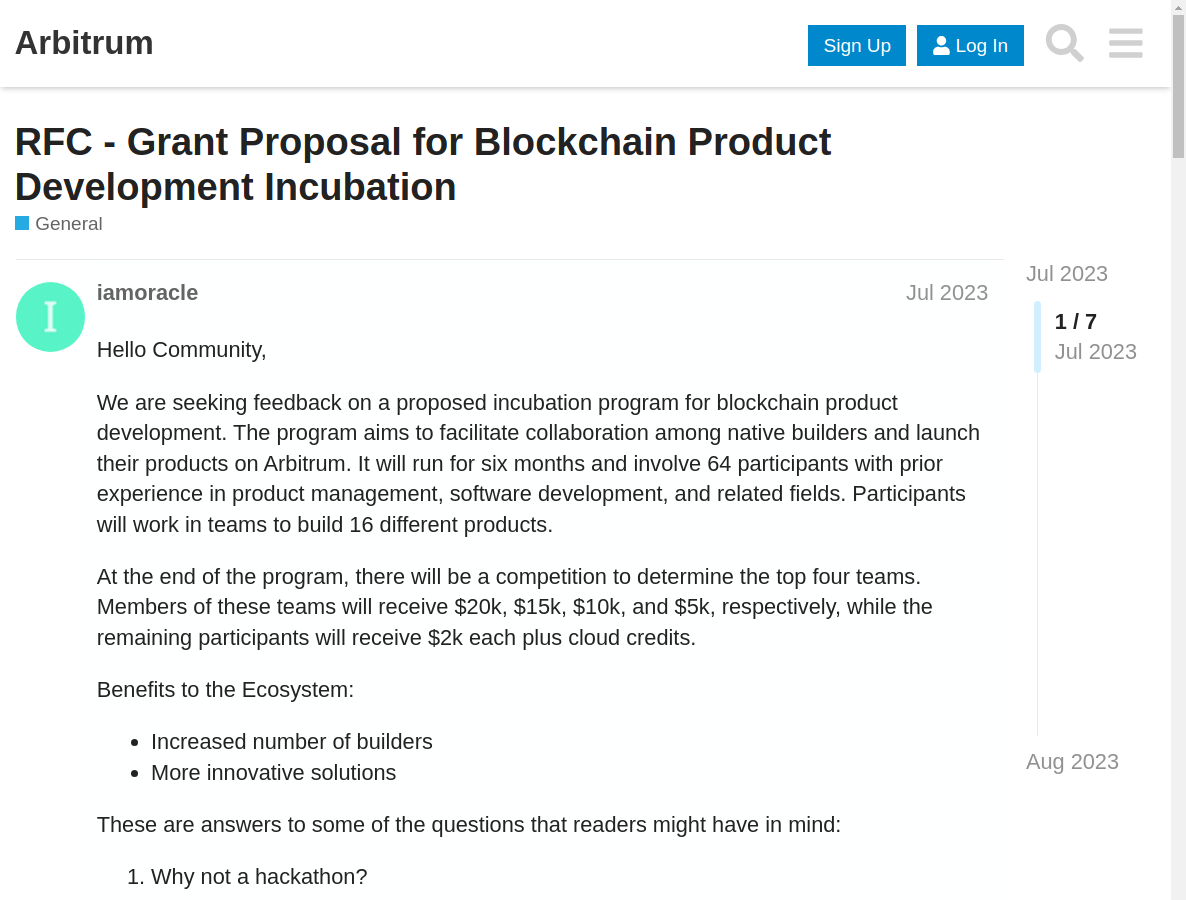 Arbitrum
Sign Up
Log In
RFC - Grant Proposal for Blockchain Product
Development Incubation
General
I
iamoracle
Jul 2023
Hello Community,
We are seeking feedback on a proposed incubation program for blockchain product
development. The program aims to facilitate collaboration among native builders and launch
their products on Arbitrum. It will run for six months and involve 64 participants with prior
experience in product management, software development, and related fields. Participants
will work in teams to build 16 different products.
At the end of the program, there will be a competition to determine the top four teams.
Members of these teams will receive $20k, $15k, $10k, and $5k, respectively, while the
remaining participants will receive $2k each plus cloud credits.
Benefits to the Ecosystem:
• Increased number of builders
• More innovative solutions
These are answers to some of the questions that readers might have in mind:
1. Why not a hackathon?
Jul 2023
1 / 7
Jul 2023
Aug 2023